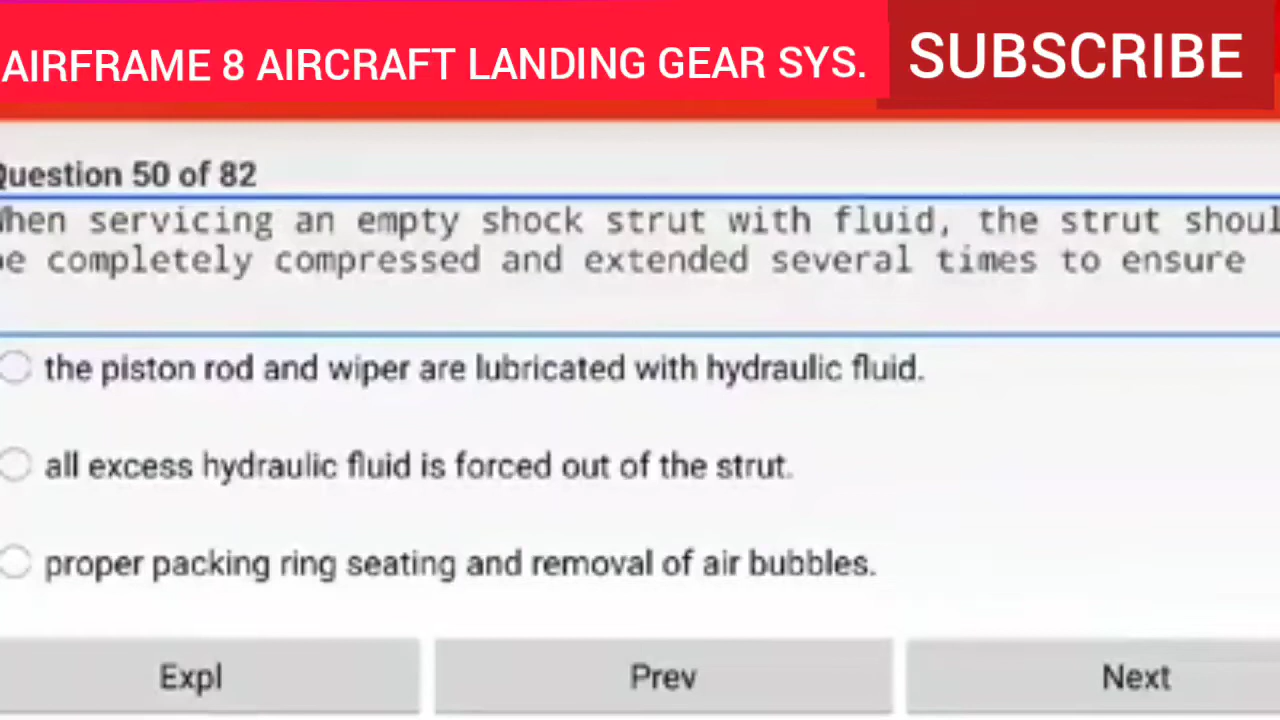 AIRFRAME 8 AIRCRAFT LANDING GEAR SYS.
SUBSCRIBE
Question 50 of 82
When servicing an empty shock strut with fluid, the strut shoul
be completely compressed and extended several times to ensure
the piston rod and wiper are lubricated with hydraulic fluid.
all excess hydraulic fluid is forced out of the strut.
proper packing ring seating and removal of air bubbles.
Expl
Prev
Next